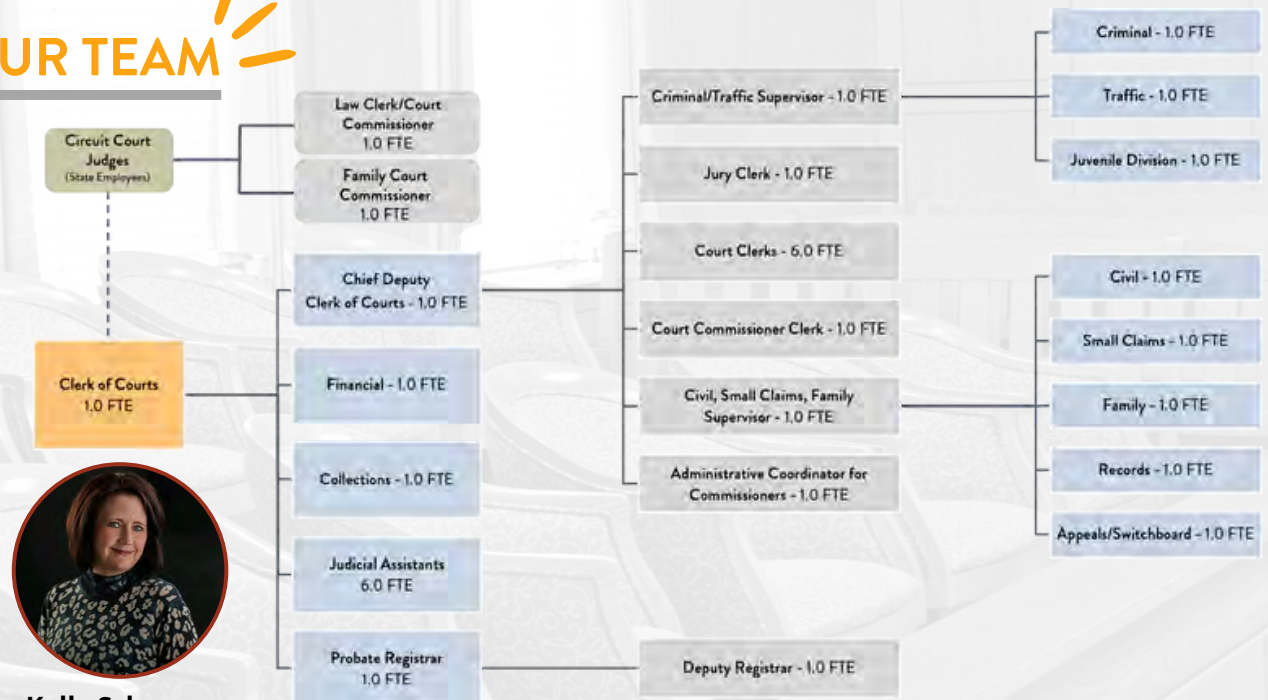 UR TEAM
Circuit Court
Judges
(State Employees)
Clerk of Courts
1.0 FTE
Law Clerk/Court
Commissioner
1.0 FTE
Family Court
Commissioner
1.0 FTE
Chief Deputy
Clerk of Courts - 1.0 FTE
Financial - 1.0 FTE
Collections - 1.0 FTE
Judicial Assistants
6.0 FTE
Probate Registrar
1.0 FTE
Criminal/Traffic Supervisor - 1.0 FTE
Jury Clerk - 1.0 FTE
Court Clerks - 6.0 FTE
Court Commissioner Clerk - 1.0 FTE
Civil, Small Claims, Family
Supervisor - 1.0 FTE
Administrative Coordinator for
Commissioners - 1.0 FTE
Deputy Registrar - 1.0 FTE
Criminal - 1.0 FTE
Traffic - 1.0 FTE
Juvenile Division - 1.0 FTE
Civil - 1.0 FTE
Small Claims - 1.0 FTE
Family - 1.0 FTE
Records - 1.0 FTE
Appeals/Switchboard - 1.0 FTE